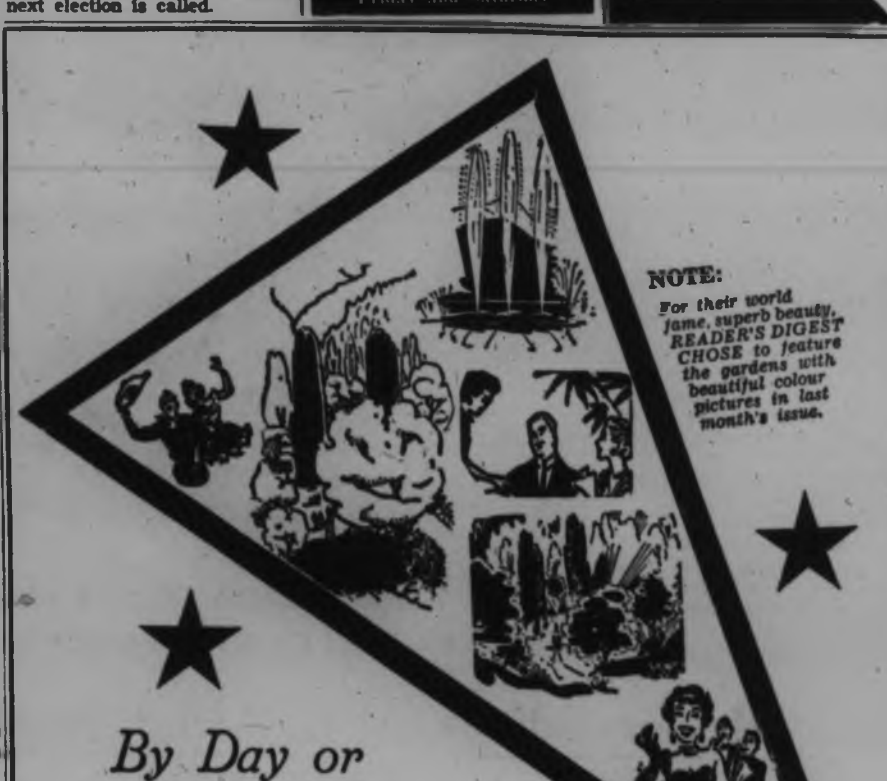 next election is called.
NOTE:
For their world
fame, superb beauty,
READER'S DIGEST
CHOSE to feature
the gardens with
beautiful colour
pictures in last
month's issue.
By Day or